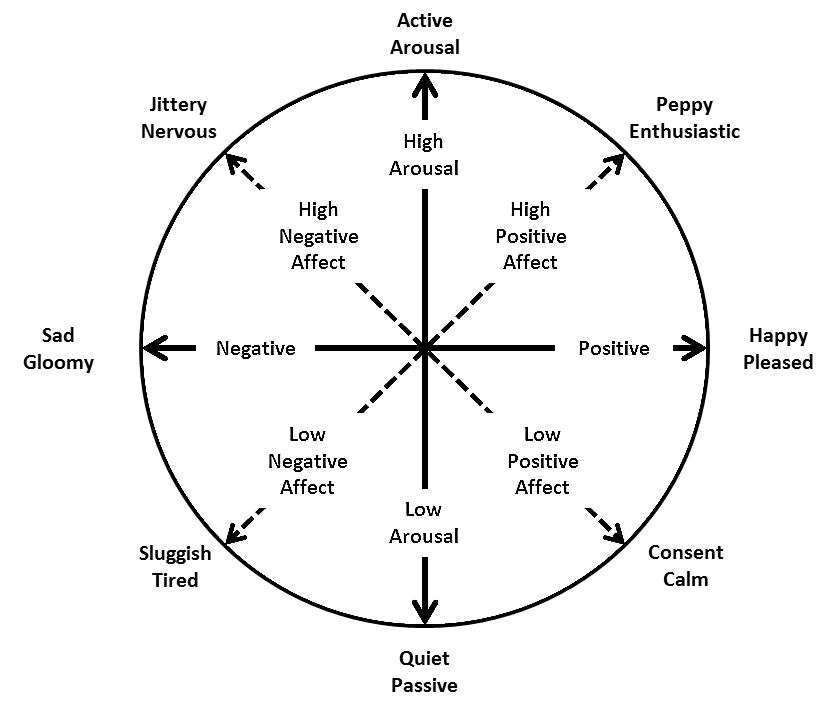 Active
Arousal
Jittery
Nervous
Peppy
Enthusiastic
High
Arousal
High
Negative
Affect
High
Positive
Affect
Sad
Gloomy
Negative
Positive
Happy
Pleased
Low
Negative
Affect
Low
Positive
Affect
Low
Arousal
Sluggish
Tired
Consent
Calm
Quiet
Passive